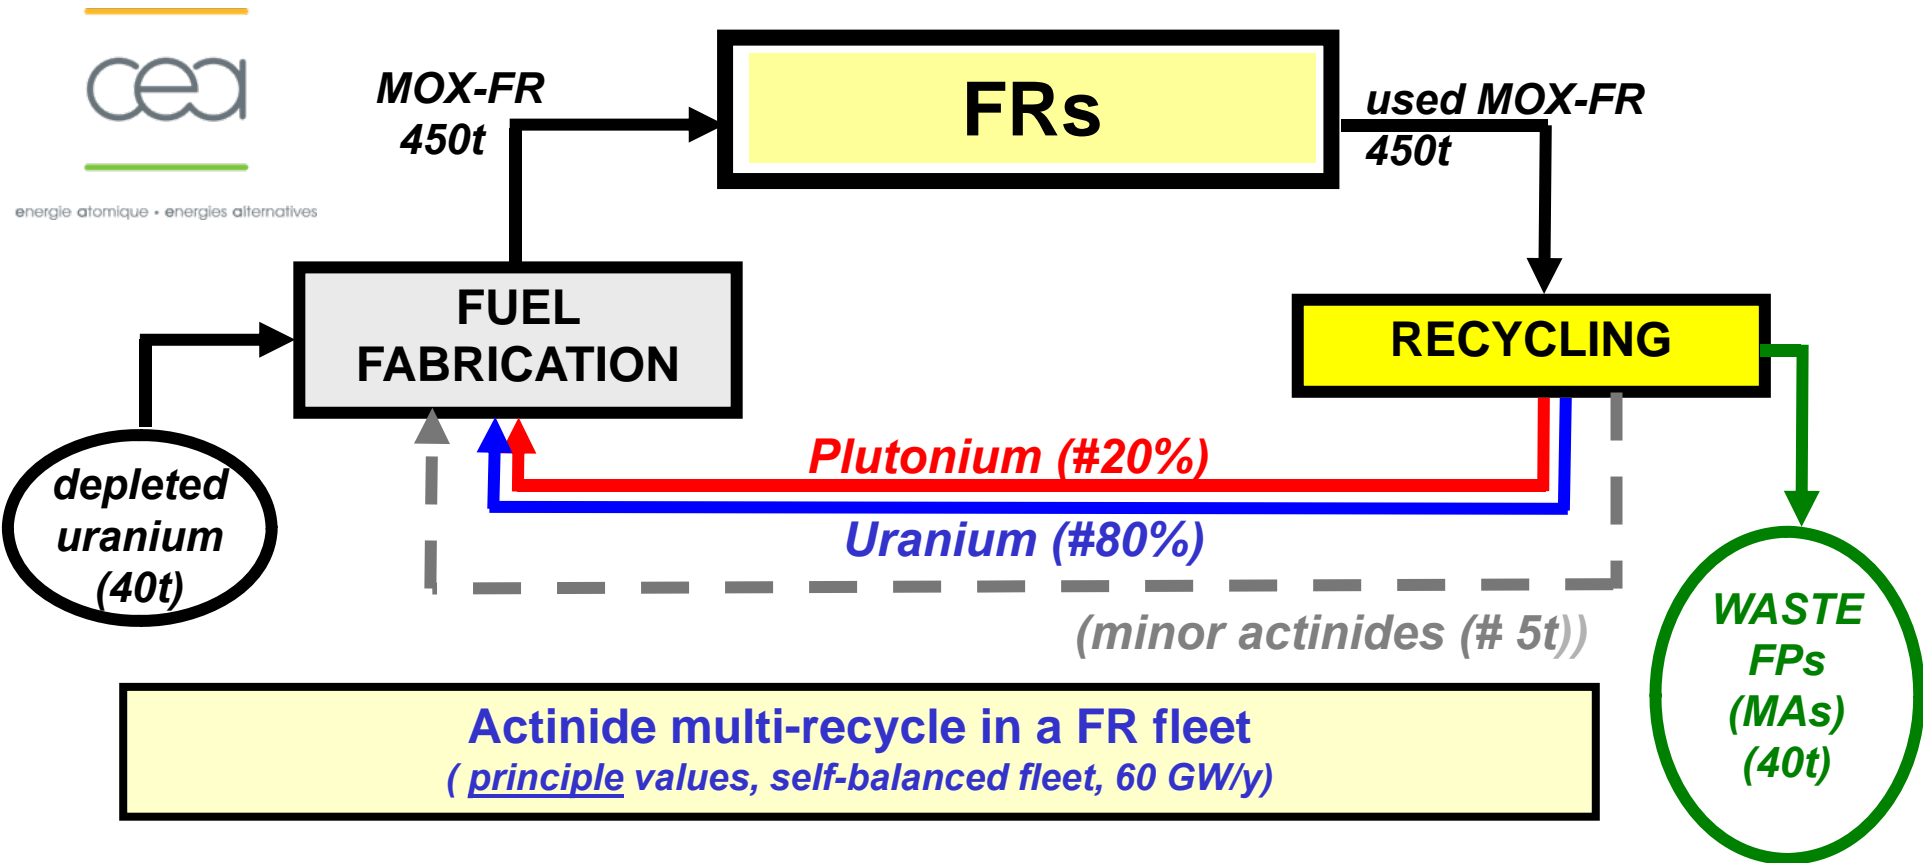 cea
energie atomique • energies alternatives
MOX-FR
450t
FRs
used MOX-FR
450t
FUEL
FABRICATION
RECYCLING
depleted
uranium
(40t)
Plutonium (#20%)
Uranium (#80%)
(minor actinides (# 5t))
WASTE
FPs
(MAs)
(40t)
Actinide multi-recycle in a FR fleet
( principle values, self-balanced fleet, 60 GW/y)